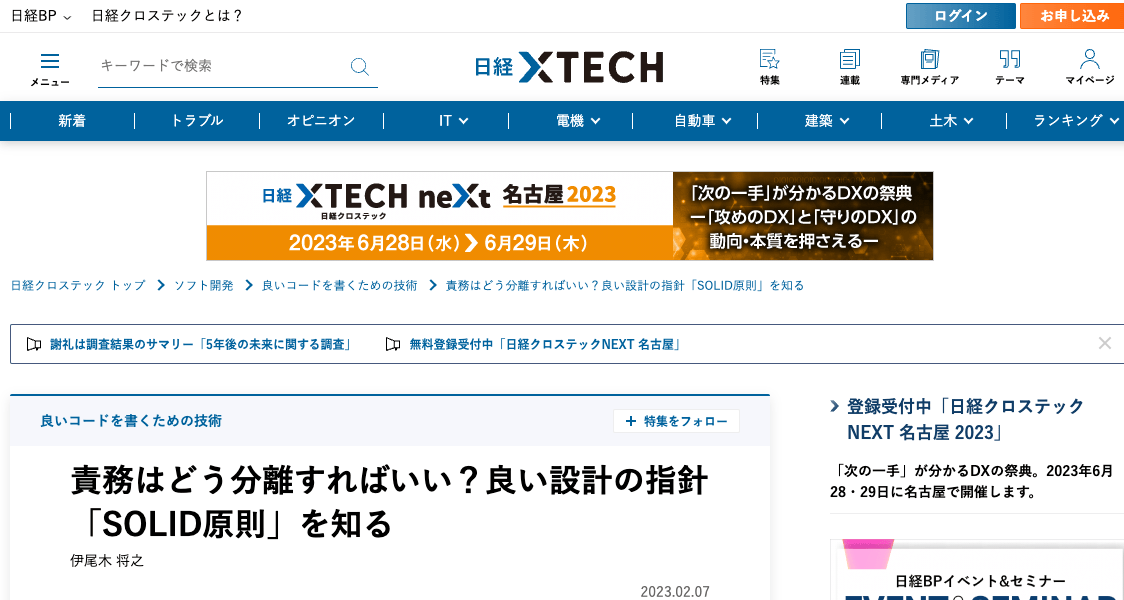 日経BP
日経クロステックとは？
ログイン
お申し込み
メニュー
キーワードで検索
日経XTECH
特集
連載
専門メディア
テーマ
マイページ
新着
トラブル
オピニオン
IT
電機
自動車
建築
土木
ランキング
日経XTECH neXt 名古屋2023
日経クロステック
2023年6月28日（水）❯6月29日（木）
「次の一手」が分かるDXの祭典
ー「攻めのDX」と「守りのDX」の
動向・本質を押さえるー
日経クロステック トップ
ソフト開発
良いコードを書くための技術
責務はどう分離すればいい？良い設計の指針「SOLID原則」を知る
謝礼は調査結果のサマリー「5年後の未来に関する調査」
無料登録受付中「日経クロステックNEXT 名古屋」
良いコードを書くための技術
+ 特集をフォロー
責務はどう分離すればいい？良い設計の指針
「SOLID原則」を知る
伊尾木 将之
2023.02.07
登録受付中「日経クロステック
NEXT 名古屋 2023」
「次の一手」が分かるDXの祭典。2023年6月
28・29日に名古屋で開催します。
日経BPイベント&セミナー
EVENT&SEMINAR